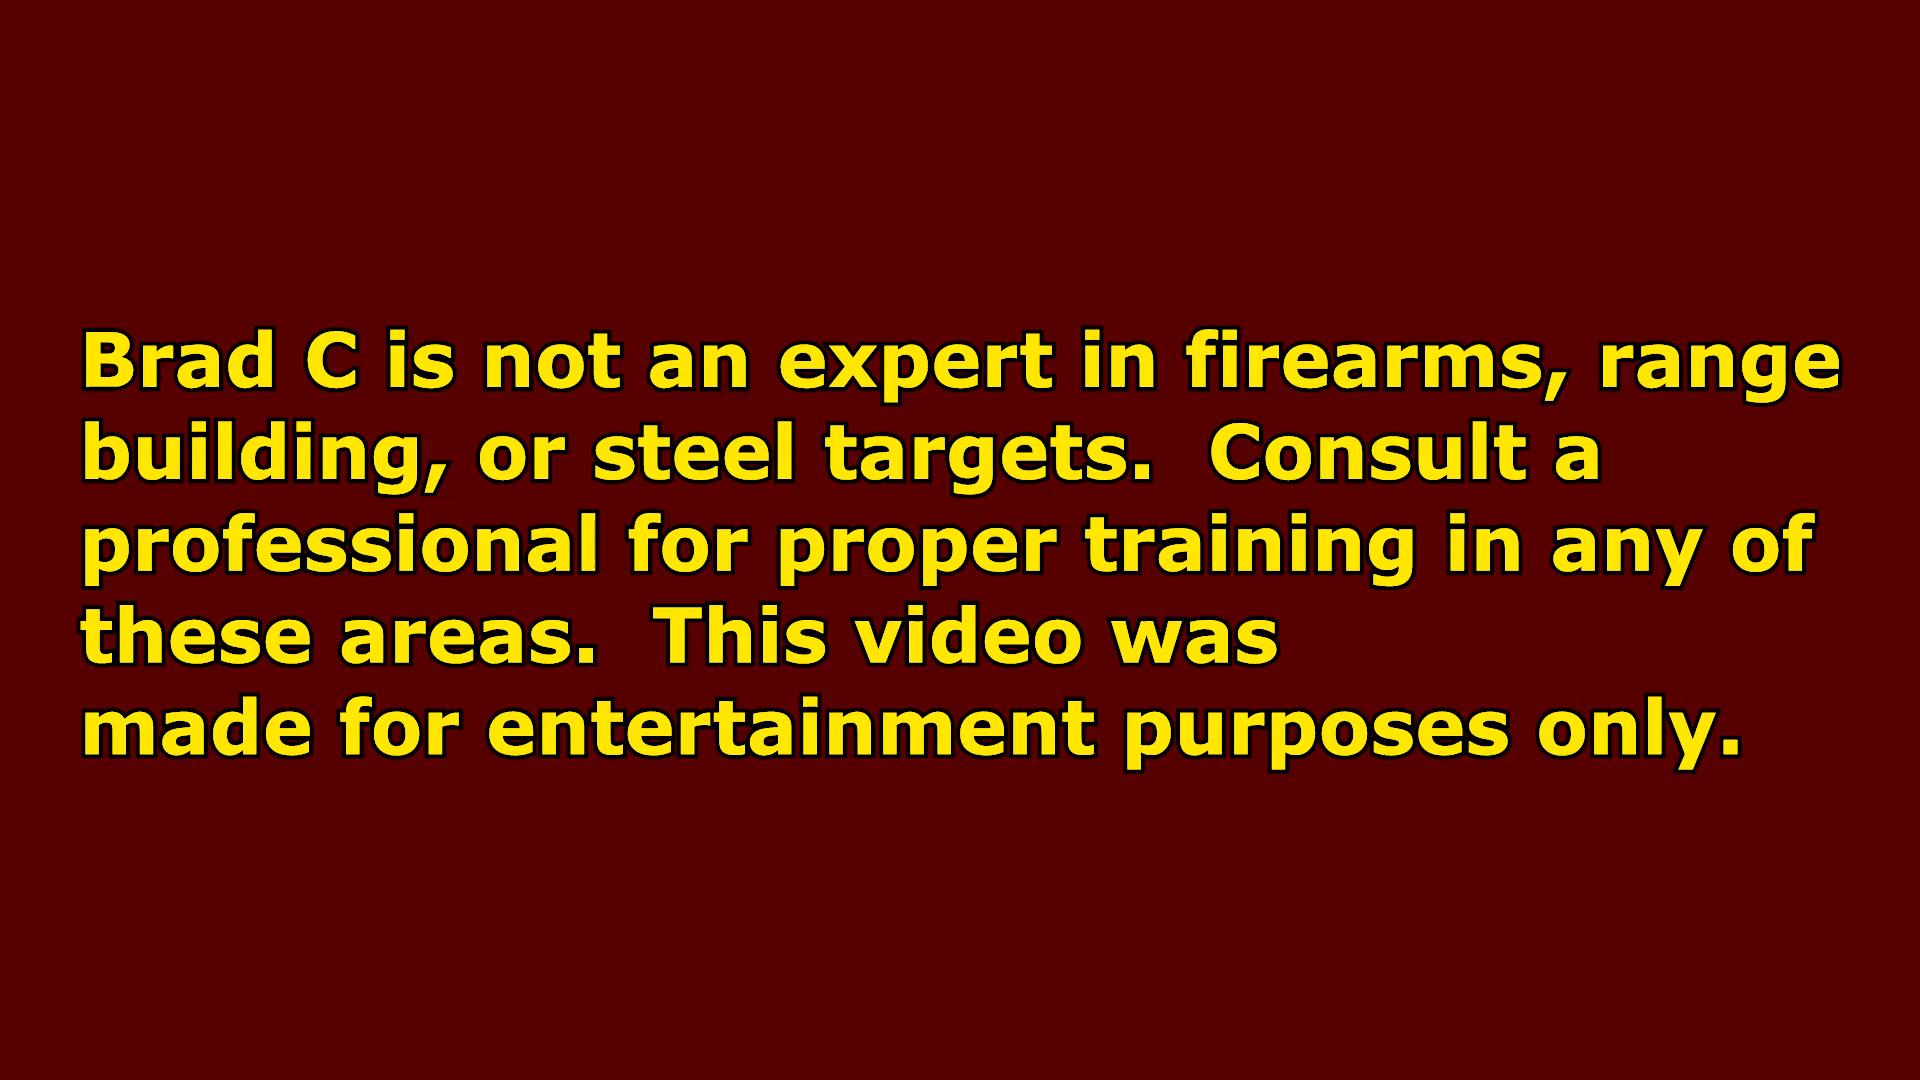 Brad C is not an expert in firearms, range
building, or steel targets.  Consult a
professional for proper training in any of
these areas.  This video was
made for entertainment purposes only.